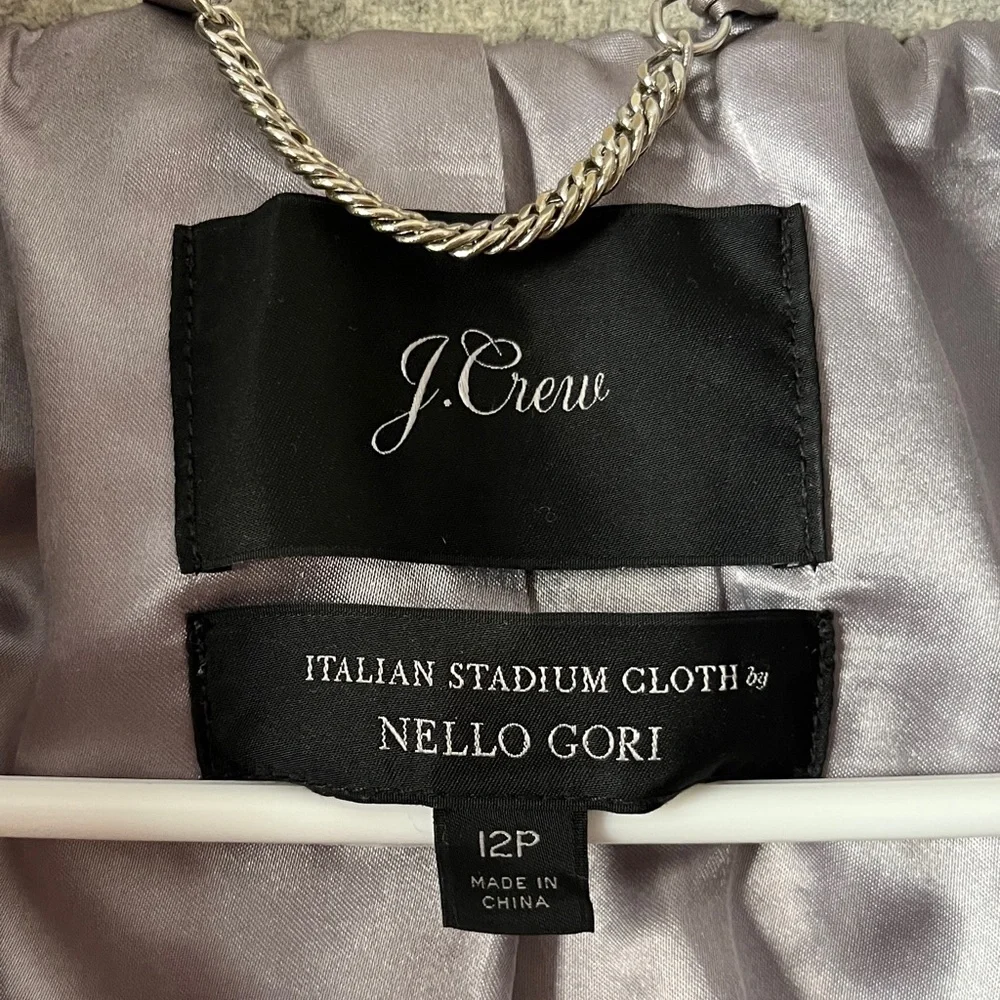 J.Crew
ITALIAN STADIUM CLOTH by
NELLO GORI
12P
MADE IN
CHINA